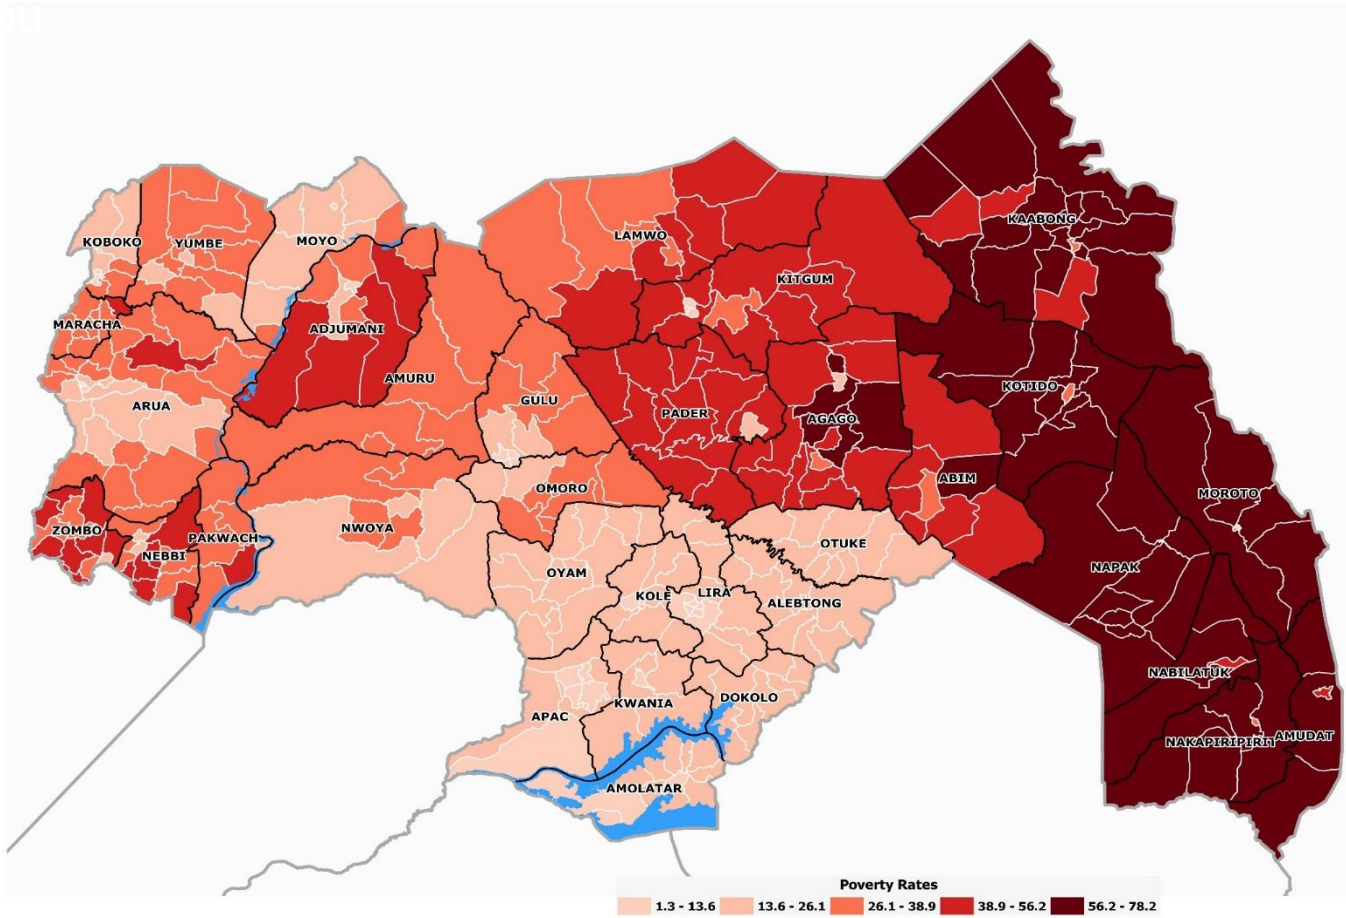 ou
KAABONG
KOBOKO
YUMBE
MOYO
LAMWO
KITGUM
MARACHA
ADJUMANI
AMURU
GULU
ARUA
PADER
AGAGO
KOTIDO
ABIM
OMORO
MOROTO
ZOMBO
NEBBI
PAKWACH
NWOYA
OTUKE
OYAM
KOLE
LIRA
ALEBTONG
NAPAK
NABILATUK
APAC
KWANIA
DOKOLO
NAKAPIRIPIRIT
AMUDAT
AMOLATAR
Poverty Rates
1.3 - 13.6
13.6 - 26.1
26.1 - 38.9
38.9 - 56.2
56.2 - 78.2